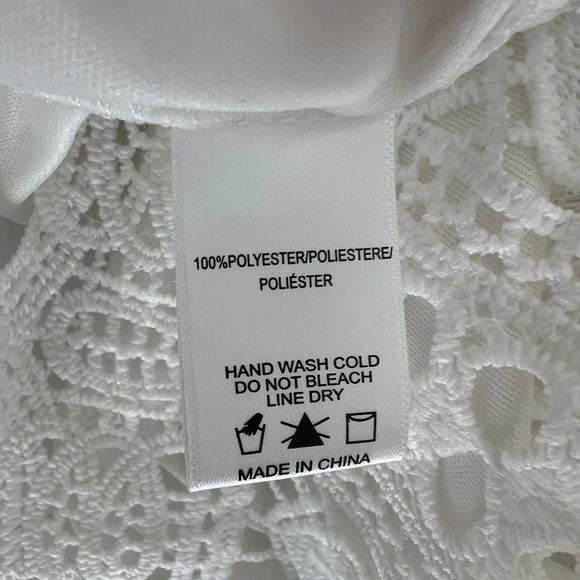 100%POLYESTER/POLIESTERE/
POLIÉSTER
HAND WASH COLD
DO NOT BLEACH
LINE DRY
MADE IN CHINA